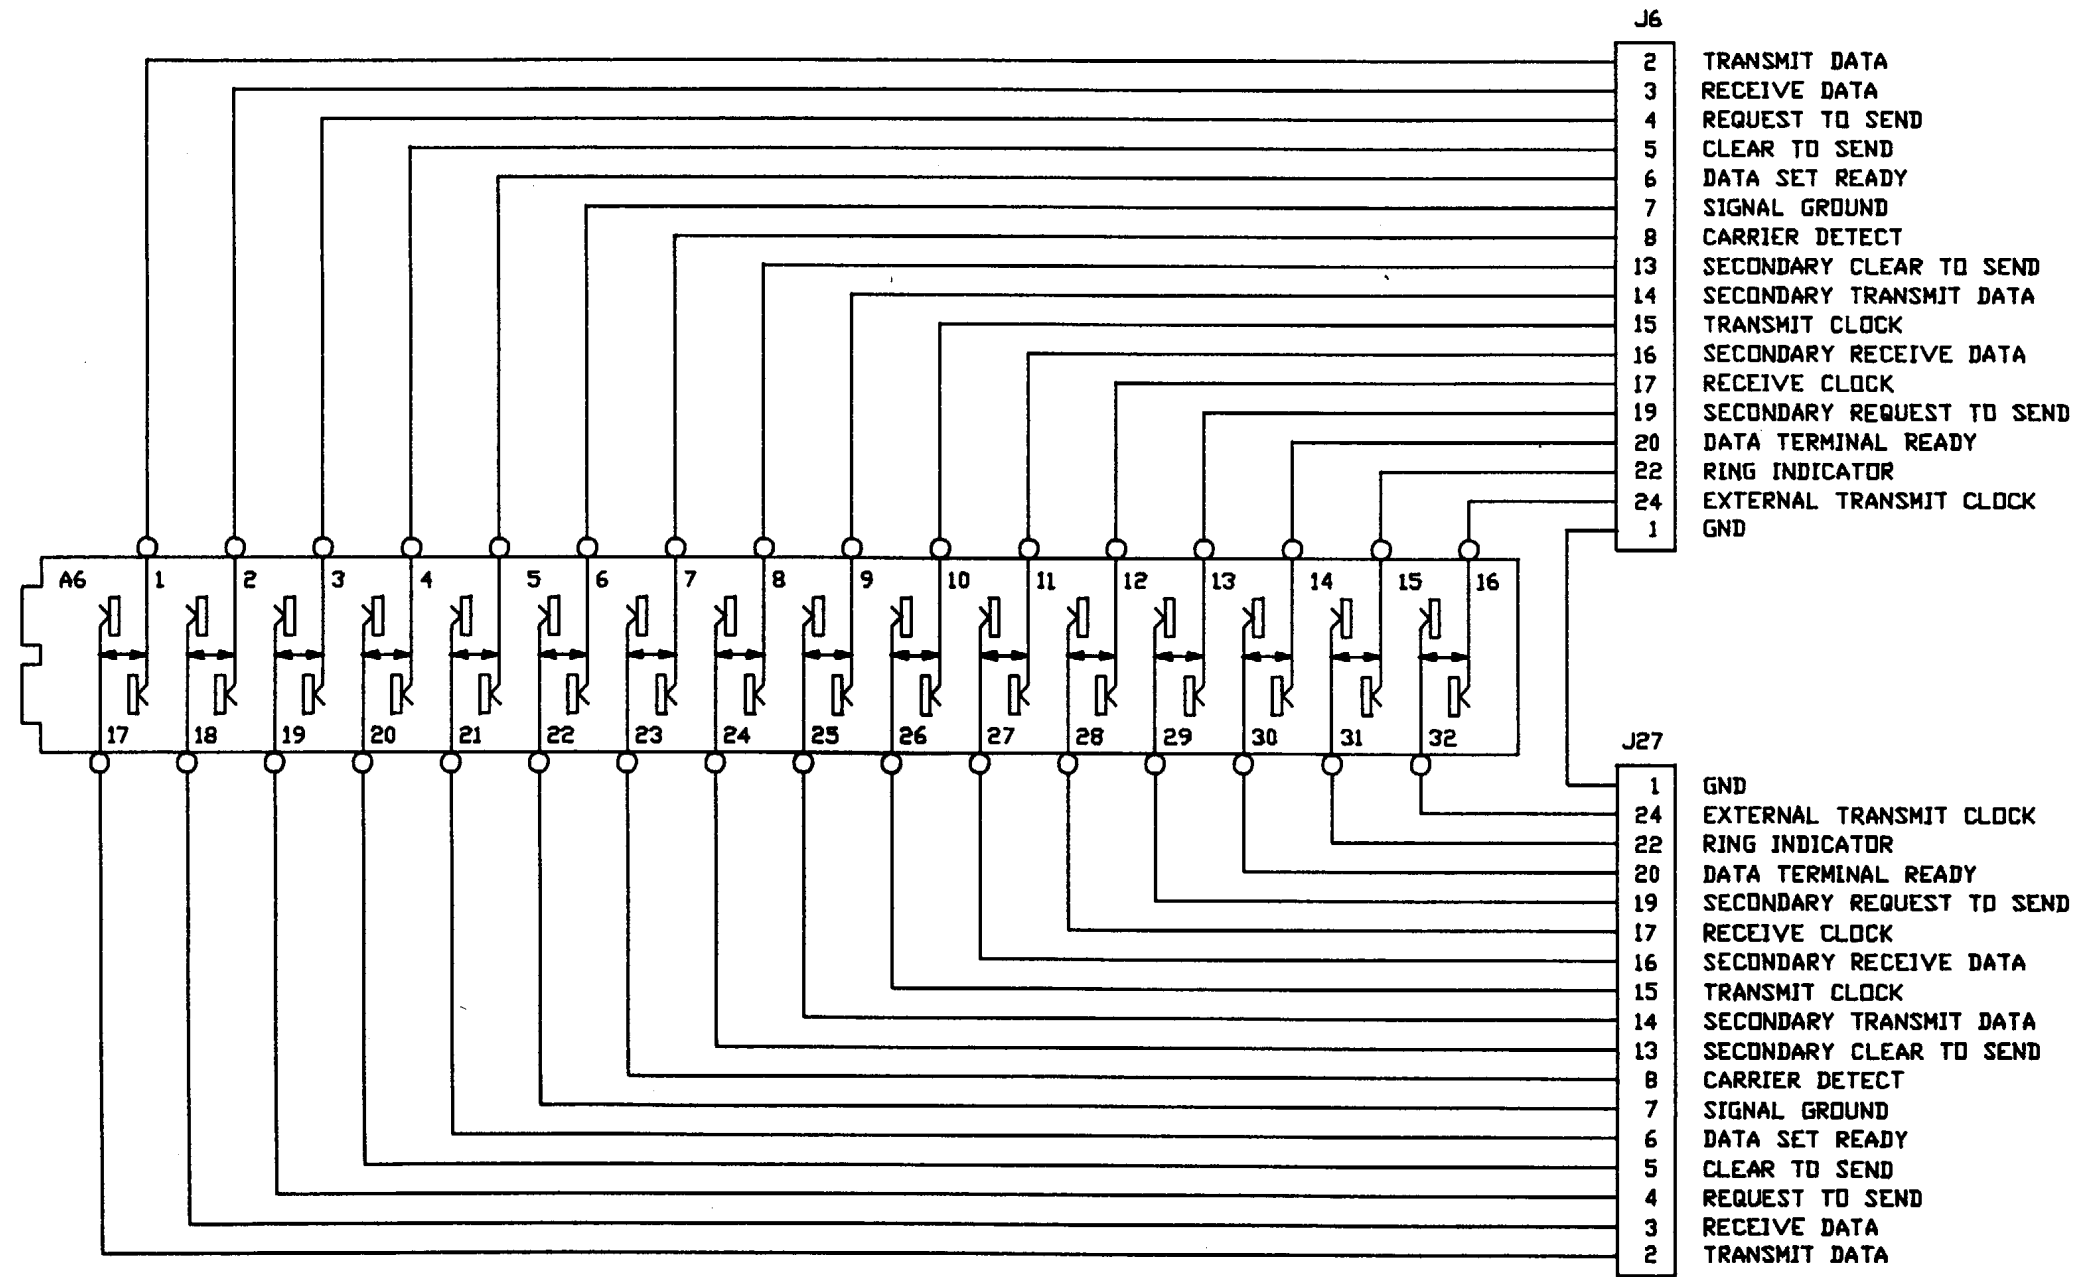 J6
2 TRANSMIT DATA
3 RECEIVE DATA
4 REQUEST TO SEND
5 CLEAR TO SEND
6 DATA SET READY
7 SIGNAL GROUND
8 CARRIER DETECT
13 SECONDARY CLEAR TO SEND
14 SECONDARY TRANSMIT DATA
15 TRANSMIT CLOCK
16 SECONDARY RECEIVE DATA
17 RECEIVE CLOCK
19 SECONDARY REQUEST TO SEND
20 DATA TERMINAL READY
22 RING INDICATOR
24 EXTERNAL TRANSMIT CLOCK
1 GND
A6 1 2 3 4 5 6 7 8 9 10 11 12 13 14 15 16
17 18 19 20 21 22 23 24 25 26 27 28 29 30 31 32
J27
1 GND
24 EXTERNAL TRANSMIT CLOCK
22 RING INDICATOR
20 DATA TERMINAL READY
19 SECONDARY REQUEST TO SEND
17 RECEIVE CLOCK
16 SECONDARY RECEIVE DATA
15 TRANSMIT CLOCK
14 SECONDARY TRANSMIT DATA
13 SECONDARY CLEAR TO SEND
8 CARRIER DETECT
7 SIGNAL GROUND
6 DATA SET READY
5 CLEAR TO SEND
4 REQUEST TO SEND
3 RECEIVE DATA
2 TRANSMIT DATA